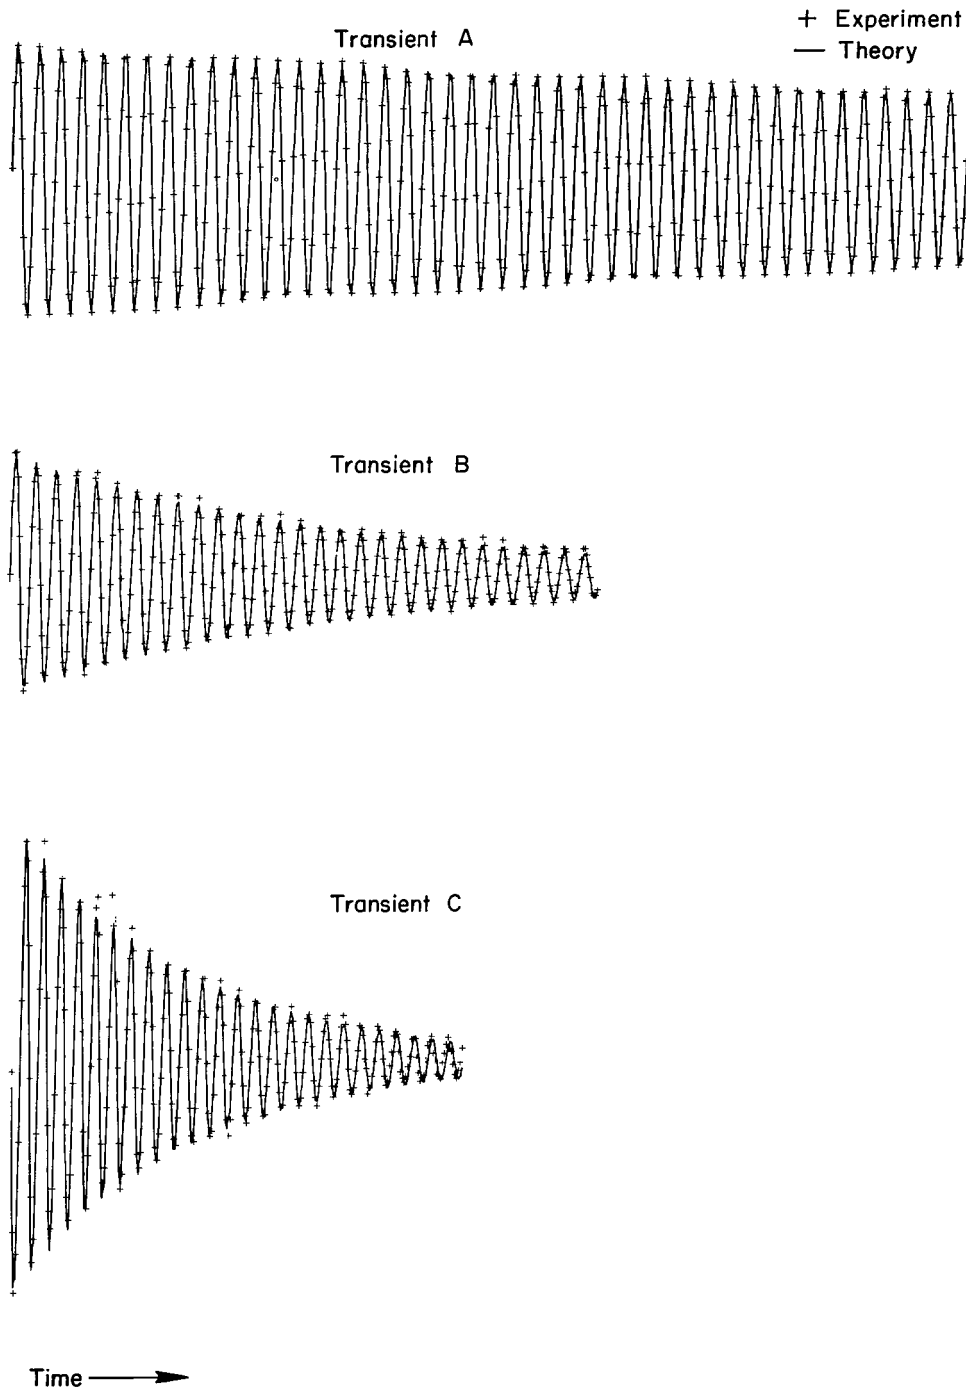 + Experiment
— Theory
Transient A
Transient B
Transient C
Time